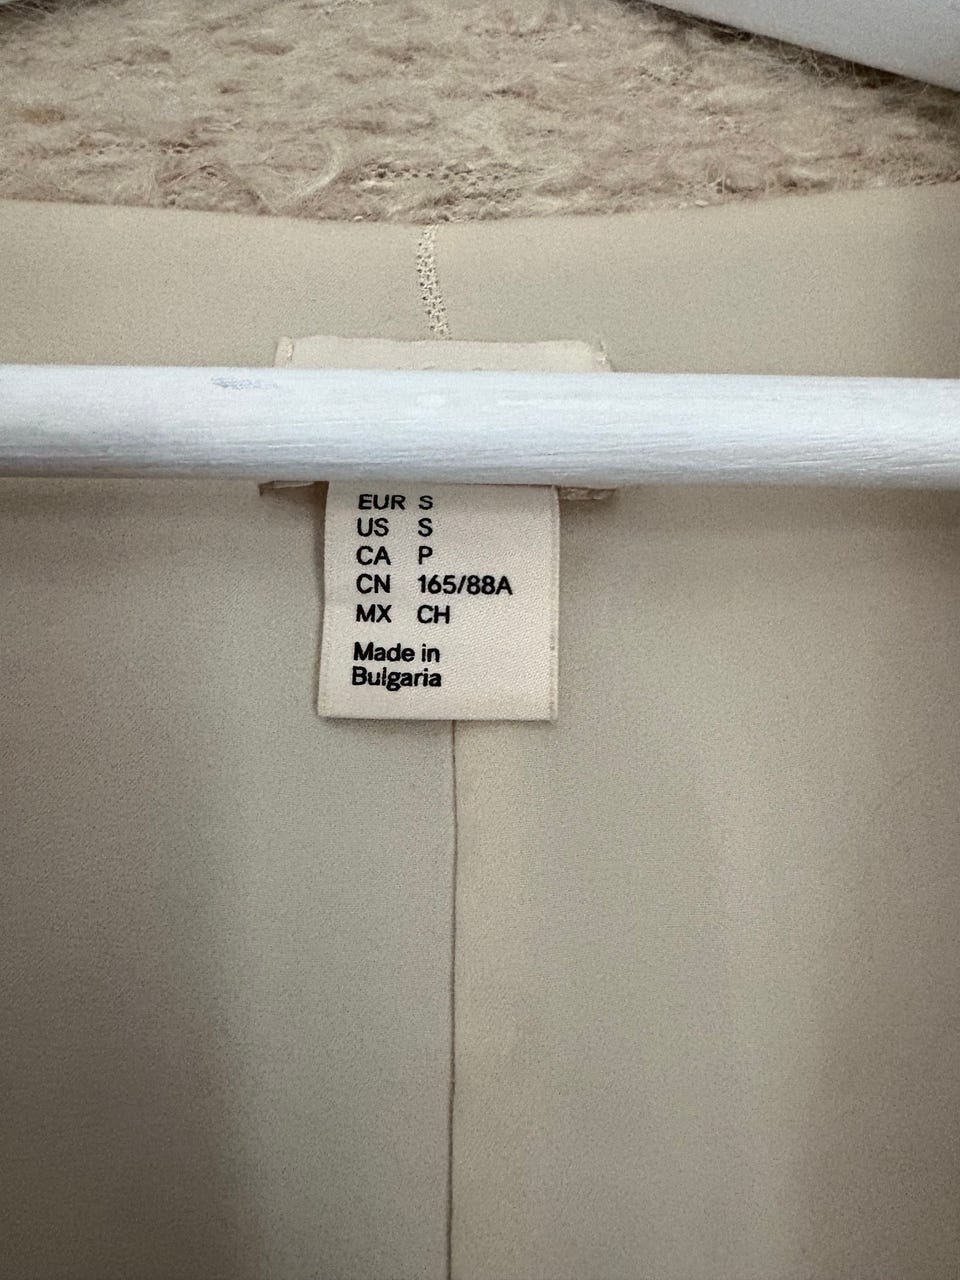 EUR S
US S
CA P
CN 165/88A
MX CH
Made in
Bulgaria